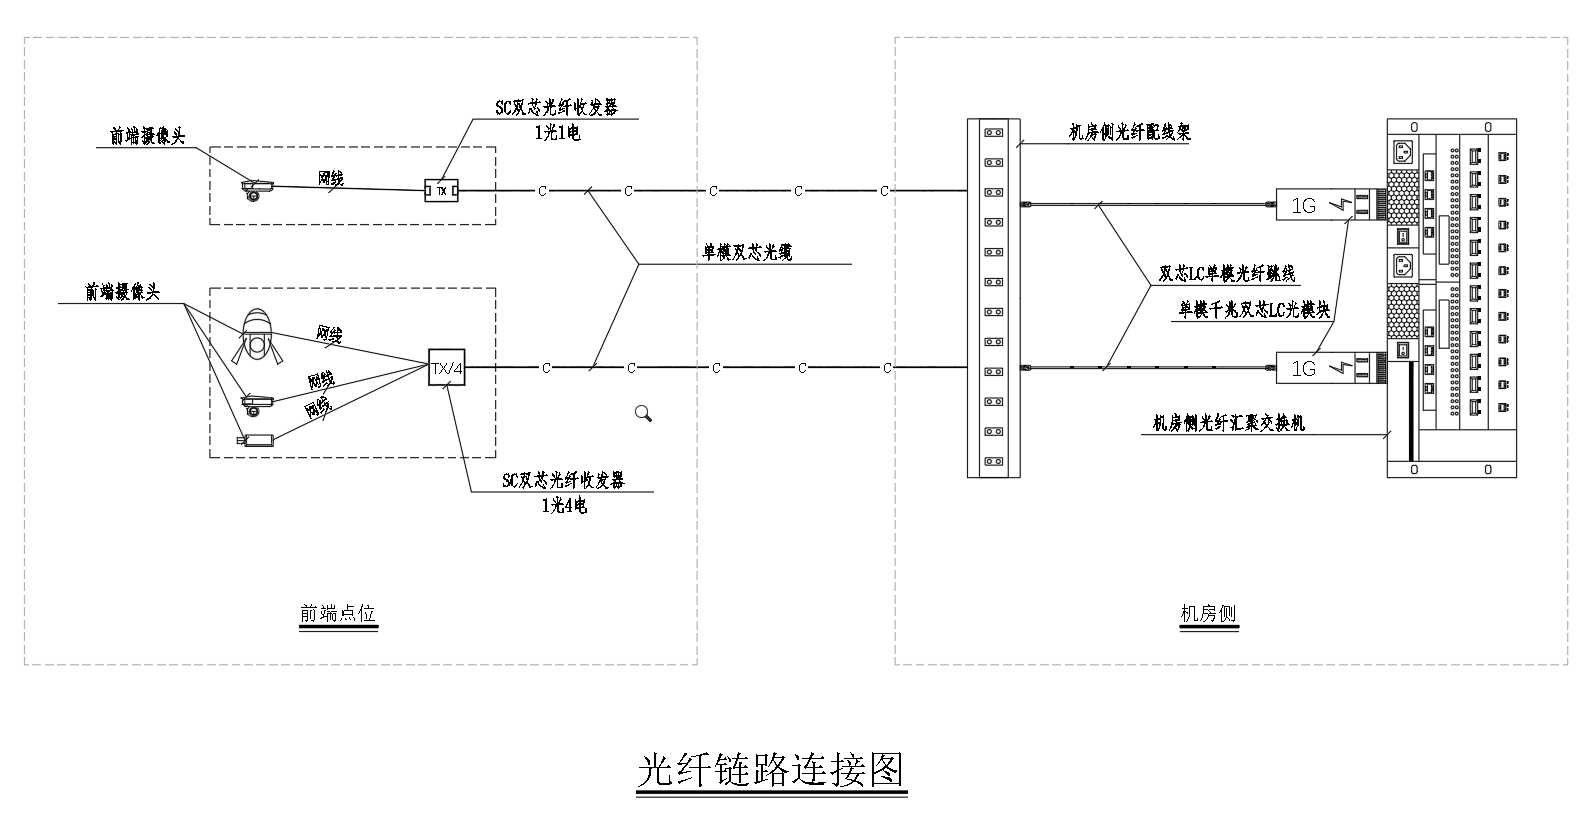 SC双芯光纤收发器
1光1电
前端摄像头
网线
TX
C C C C C
机房侧光纤配线架
1G
单模双芯光缆
双芯LC单模光纤跳线
单模千兆双芯LC光模块
前端摄像头
网线
网线
网线
TX/4
C C C C C
1G
机房侧光纤汇聚交换机
SC双芯光纤收发器
1光4电
前端点位
机房侧
光纤链路连接图